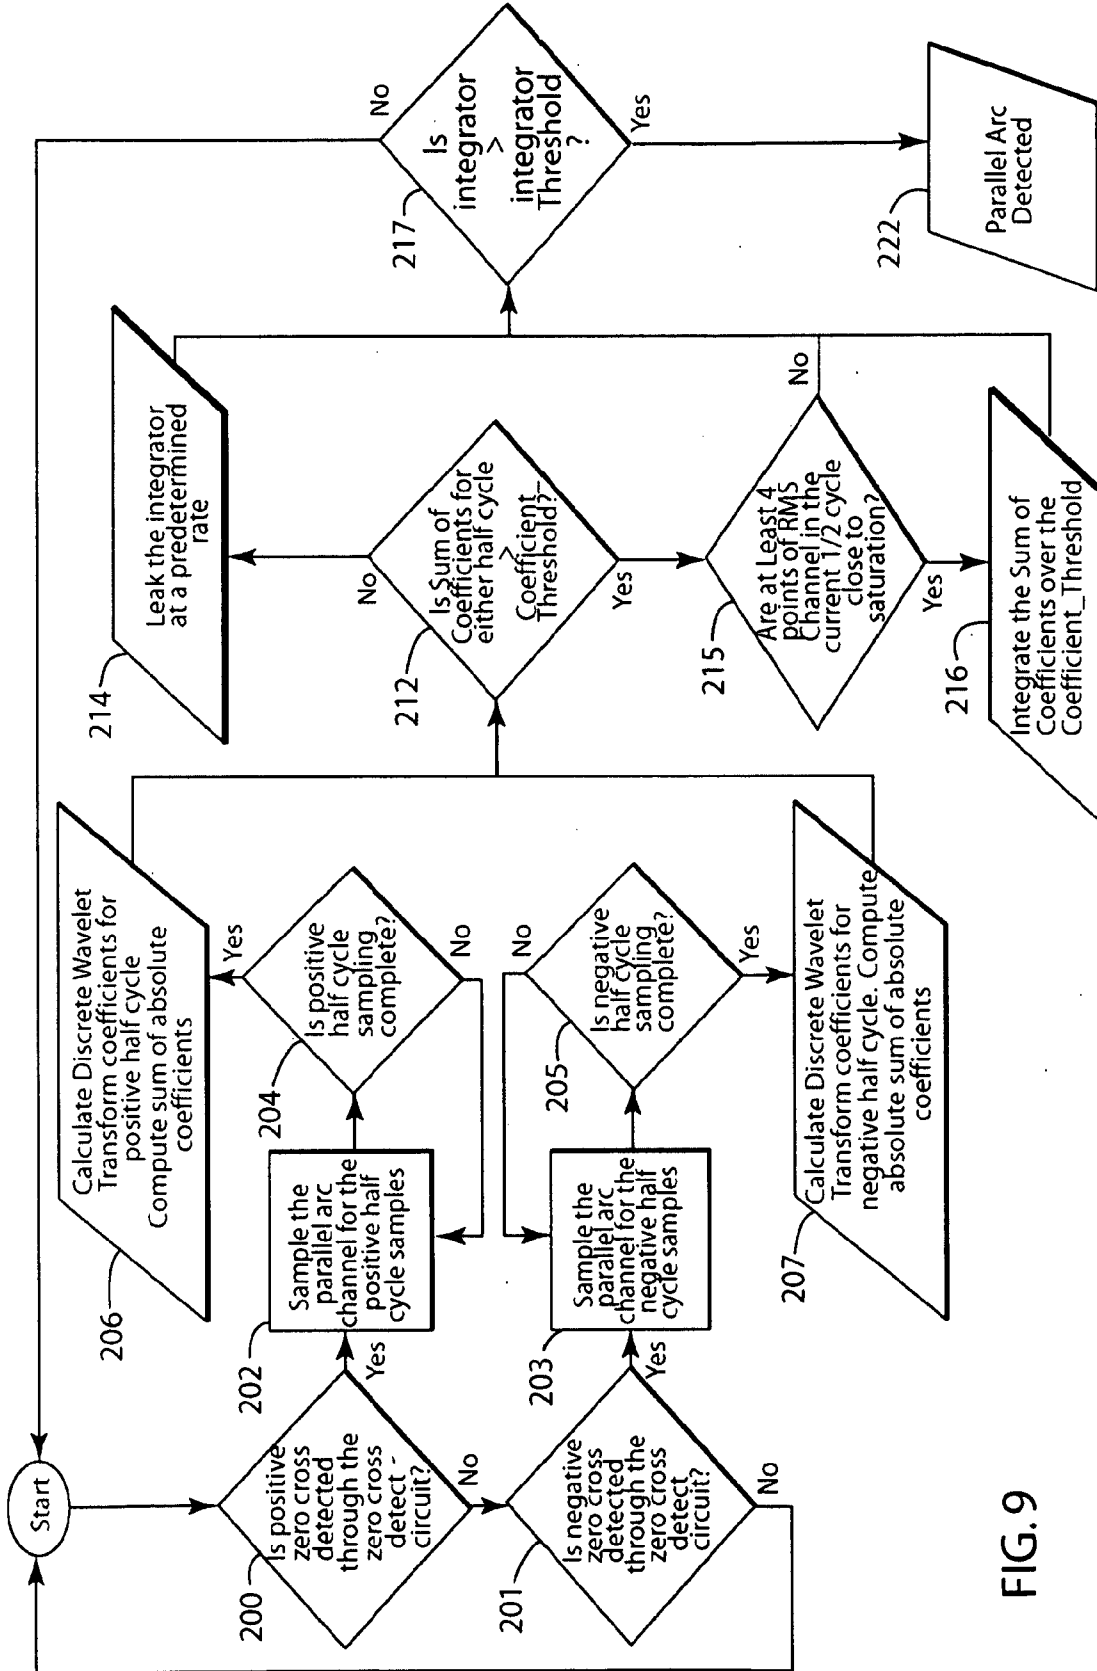 Start
200
Is positive
zero cross
detected
through the
zero cross
detect -
circuit?
Yes
No
201
Is negative
zero cross
detected
through the
zero cross
detect
circuit?
Yes
No
202
Sample the
parallel arc
channel for the
positive half
cycle samples
203
Sample the
parallel arc
channel for the
negative half
cycle samples
204
Is positive
half cycle
sampling
complete?
Yes
No
205
Is negative
half cycle
sampling
complete?
No
Yes
206
Calculate Discrete Wavelet
Transform coefficients for
positive half cycle
Compute sum of absolute
coefficients
207
Calculate Discrete Wavelet
Transform coefficients for
negative half cycle. Compute
absolute sum of absolute
coefficients
212
Is Sum of
Coefficients for
either half cycle
>
Coefficient_
Threshold?
No
Yes
214
Leak the integrator
at a predetermined
rate
215
Are at Least 4
points of RMS
Channel in the
current 1/2 cycle
close to
saturation?
No
Yes
216
Integrate the Sum of
Coefficients over the
Coefficient_Threshold
217
Is
integrator
>
integrator
Threshold
?
No
Yes
222
Parallel Arc
Detected
FIG.9